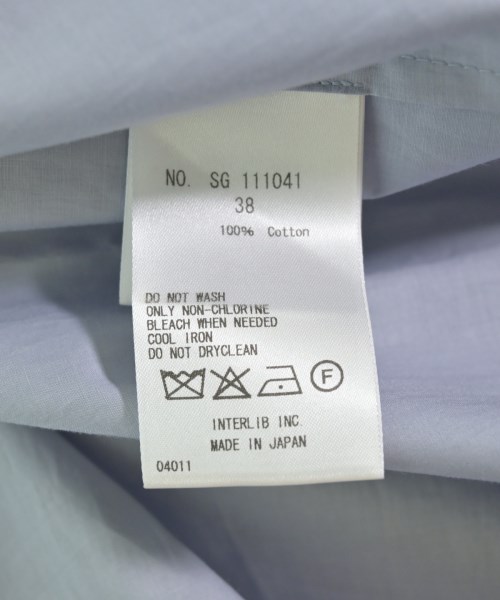 NO. SG 111041
38
100% Cotton
DO NOT WASH
ONLY NON-CHLORINE
BLEACH WHEN NEEDED
COOL IRON
DO NOT DRYCLEAN
F
INTERLIB INC.
MADE IN JAPAN
04011